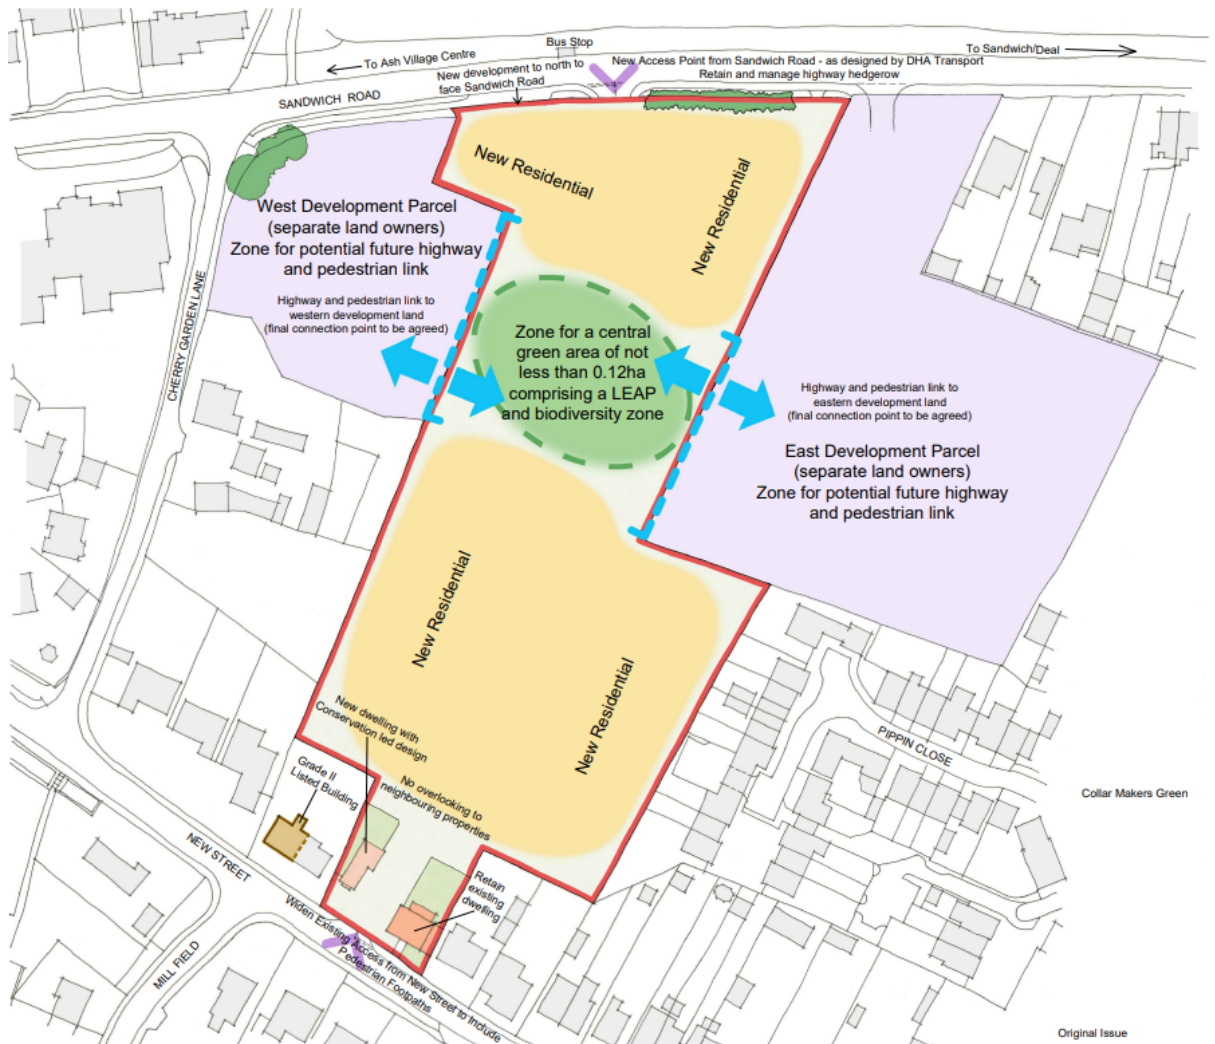 Bus Stop
To Ash Village Centre
To Sandwich/Deal
New Access Point from Sandwich Road - as designed by DHA Transport
Retain and manage highway hedgerow
New development to north to
face Sandwich Road
SANDWICH ROAD
New Residential
New Residential
West Development Parcel
(separate land owners)
Zone for potential future highway
and pedestrian link
Highway and pedestrian link to
western development land
(final connection point to be agreed)
CHERRY GARDEN LANE
Zone for a central
green area of not
less than 0.12ha
comprising a LEAP
and biodiversity zone
Highway and pedestrian link to
eastern development land
(final connection point to be agreed)
East Development Parcel
(separate land owners)
Zone for potential future highway
and pedestrian link
New Residential
New Residential
New dwelling with
Conservation led design
Grade II
Listed Building
No overlooking to
neighbouring properties
PIPPIN CLOSE
Collar Makers Green
NEW STREET
Retain
existing
dwelling
Widen Existing Access from New Street to Include
Pedestrian Footpaths
MILL FIELD
Original Issue